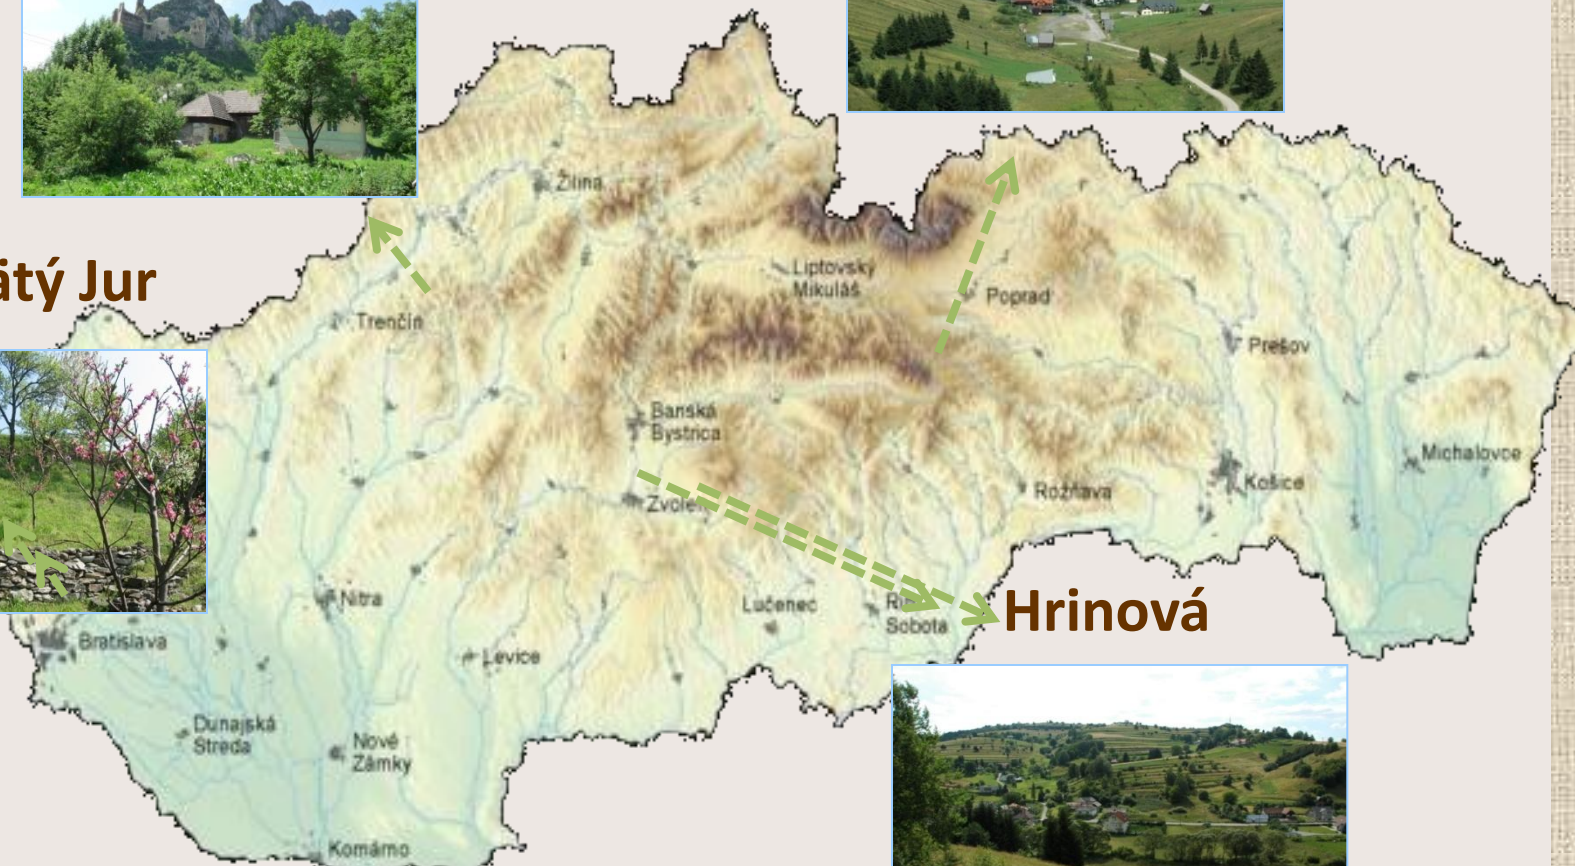 Žilina
ätý Jur
Liptovský
Mikuláš
Poprad
Trenčín
Prešov
Banská
Bystrica
Michalovce
Košice
Rožňava
Zvolen
Nitra
Lučenec
Sobota
Hrinová
Bratislava
Levice
Dunajská
Streda
Nové
Zámky
Komárno